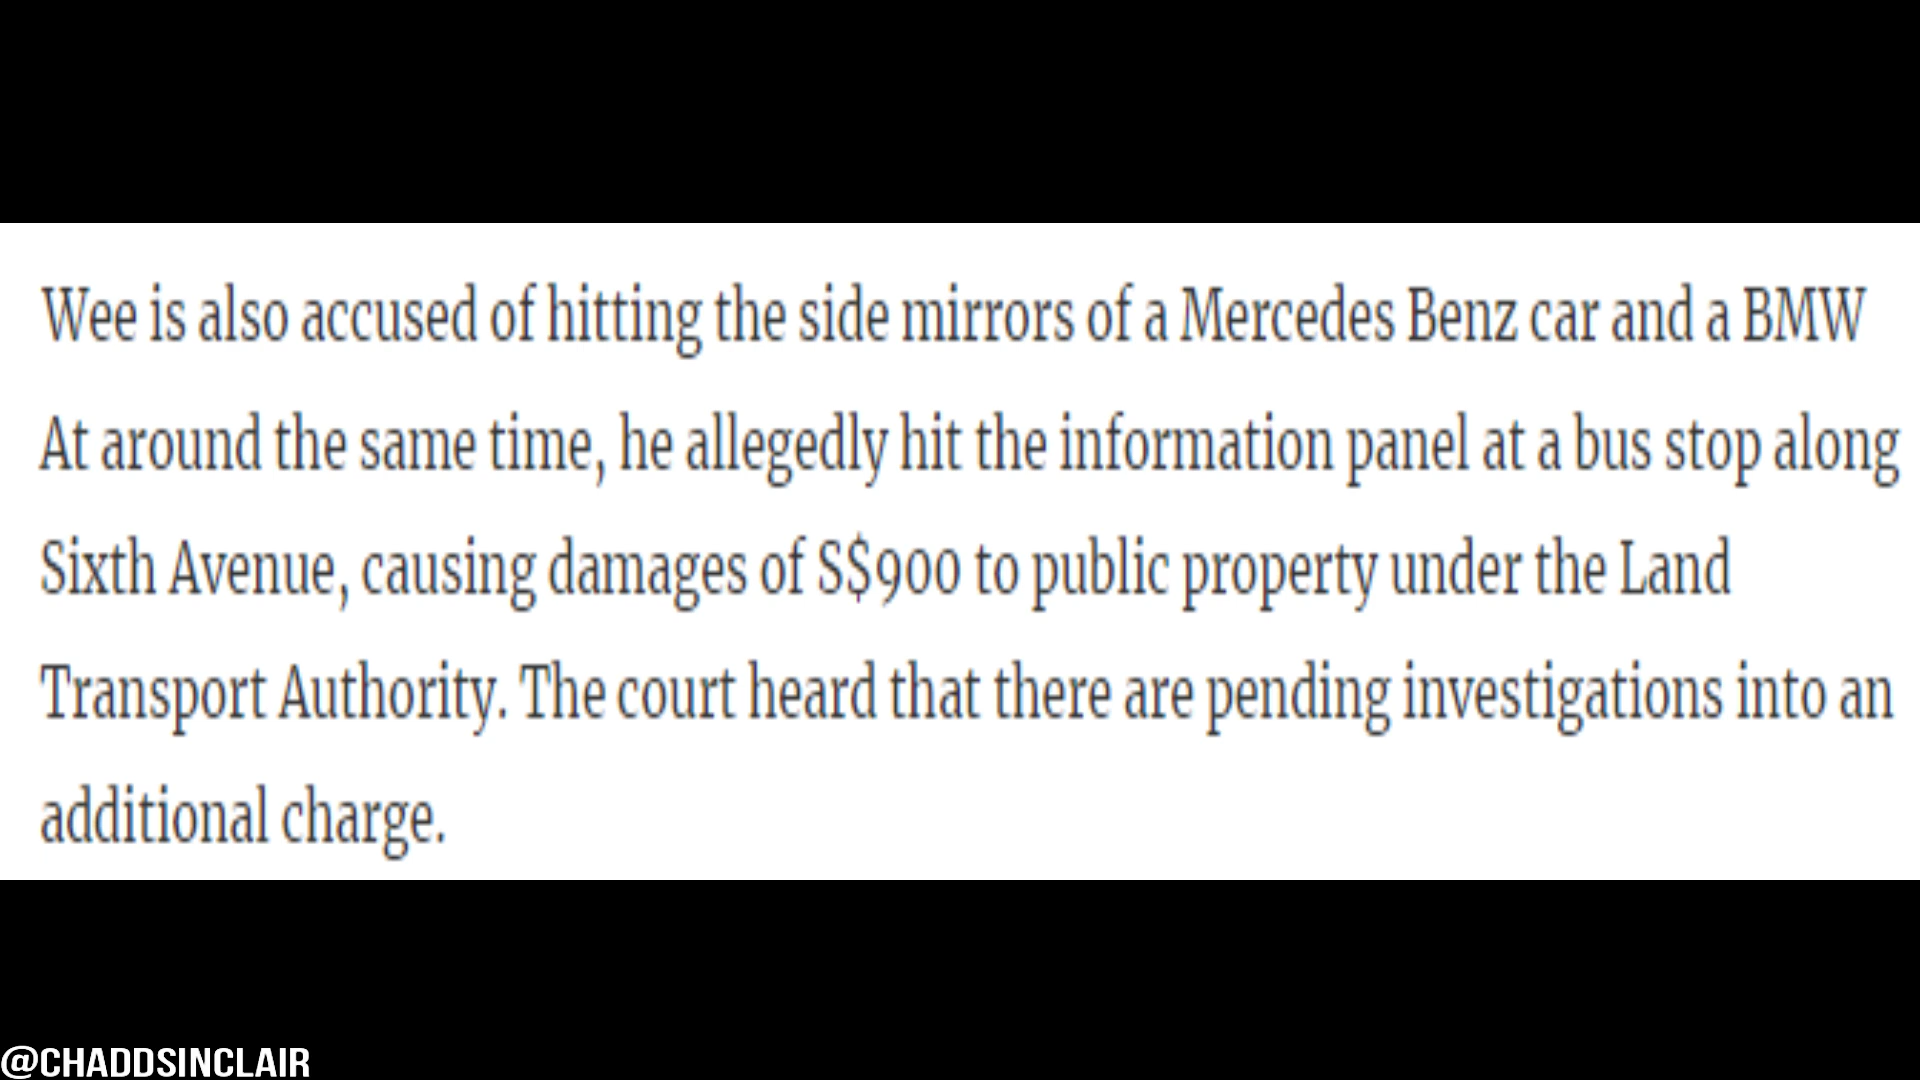 Wee is also accused of hitting the side mirrors of a Mercedes Benz car and a BMW
At around the same time, he allegedly hit the information panel at a bus stop along
Sixth Avenue, causing damages of S$900 to public property under the Land
Transport Authority. The court heard that there are pending investigations into an
additional charge.
@CHADDSINCLAIR